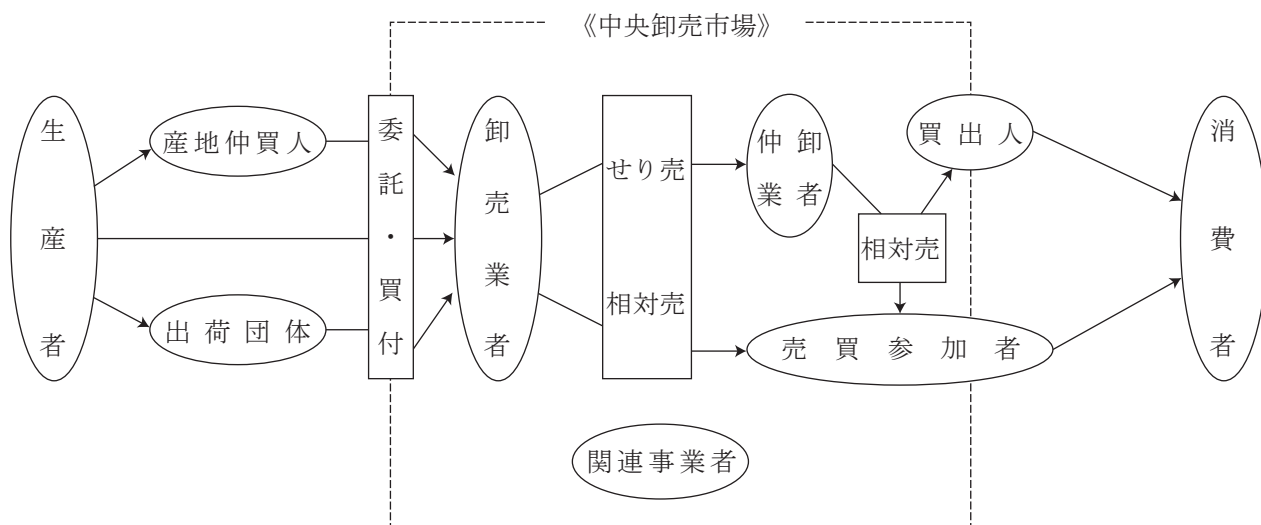 《中央卸売市場》
生産者
産地仲買人
出荷団体
委託・買付
卸売業者
せり売
相対売
仲卸
業者
買出人
相対売
売買参加者
消費者
関連事業者